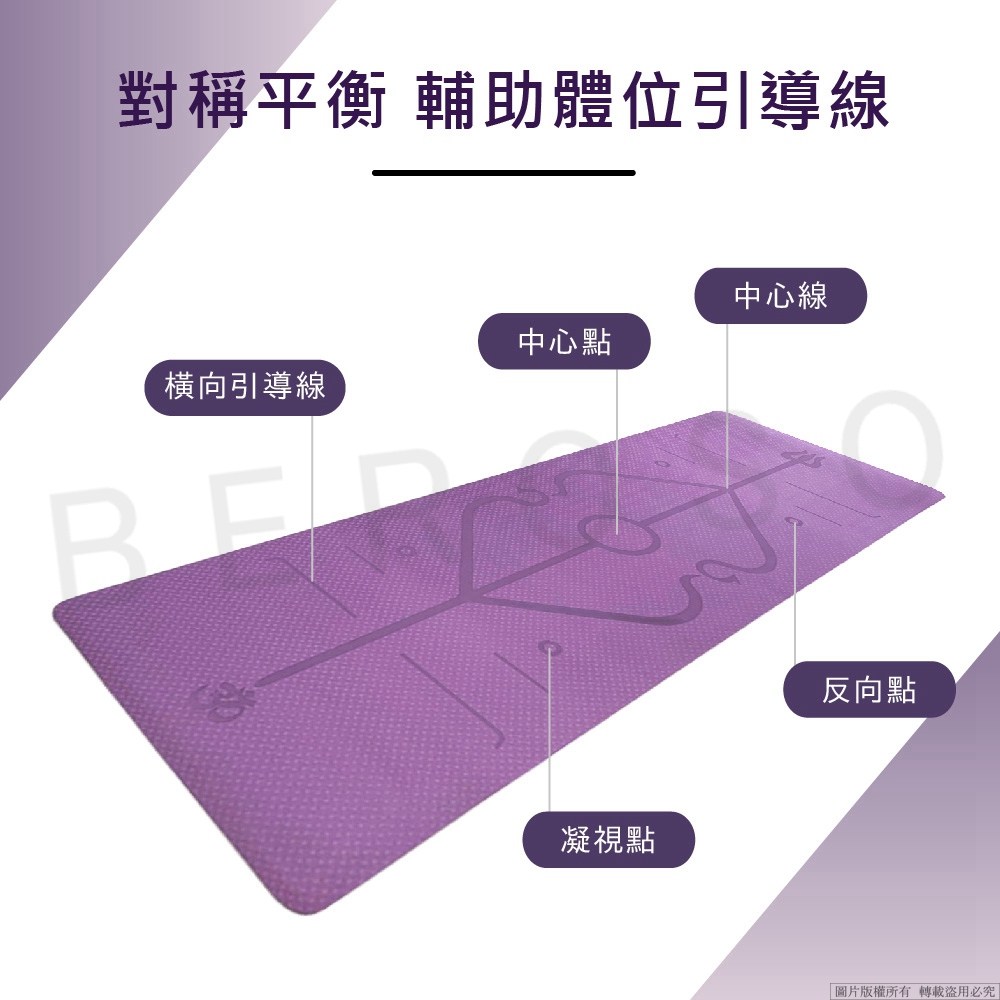 對稱平衡 輔助體位引導線
中心線
中心點
橫向引導線
BEROSO
反向點
凝視點
圖片版權所有 轉載盜用必究